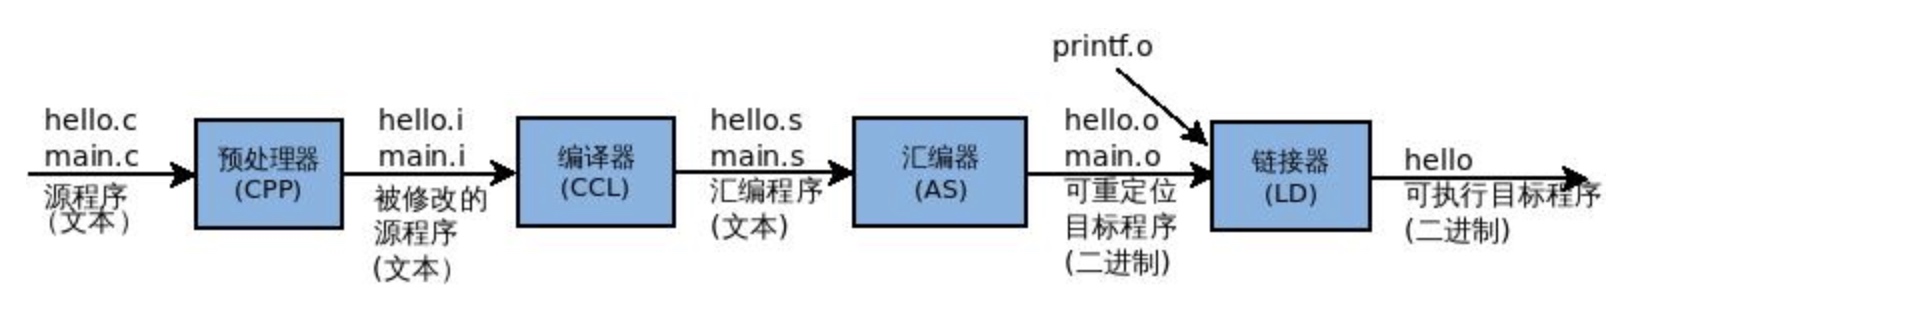 printf.o
hello.c
main.c
源程序
（文本）
预处理器
(CPP)
hello.i
main.i
被修改的
源程序
(文本）
编译器
(CCL)
hello.s
main.s
汇编程序
(文本)
汇编器
(AS)
hello.o
main.o
可重定位
目标程序
(二进制)
链接器
(LD)
hello
可执行目标程序
(二进制)